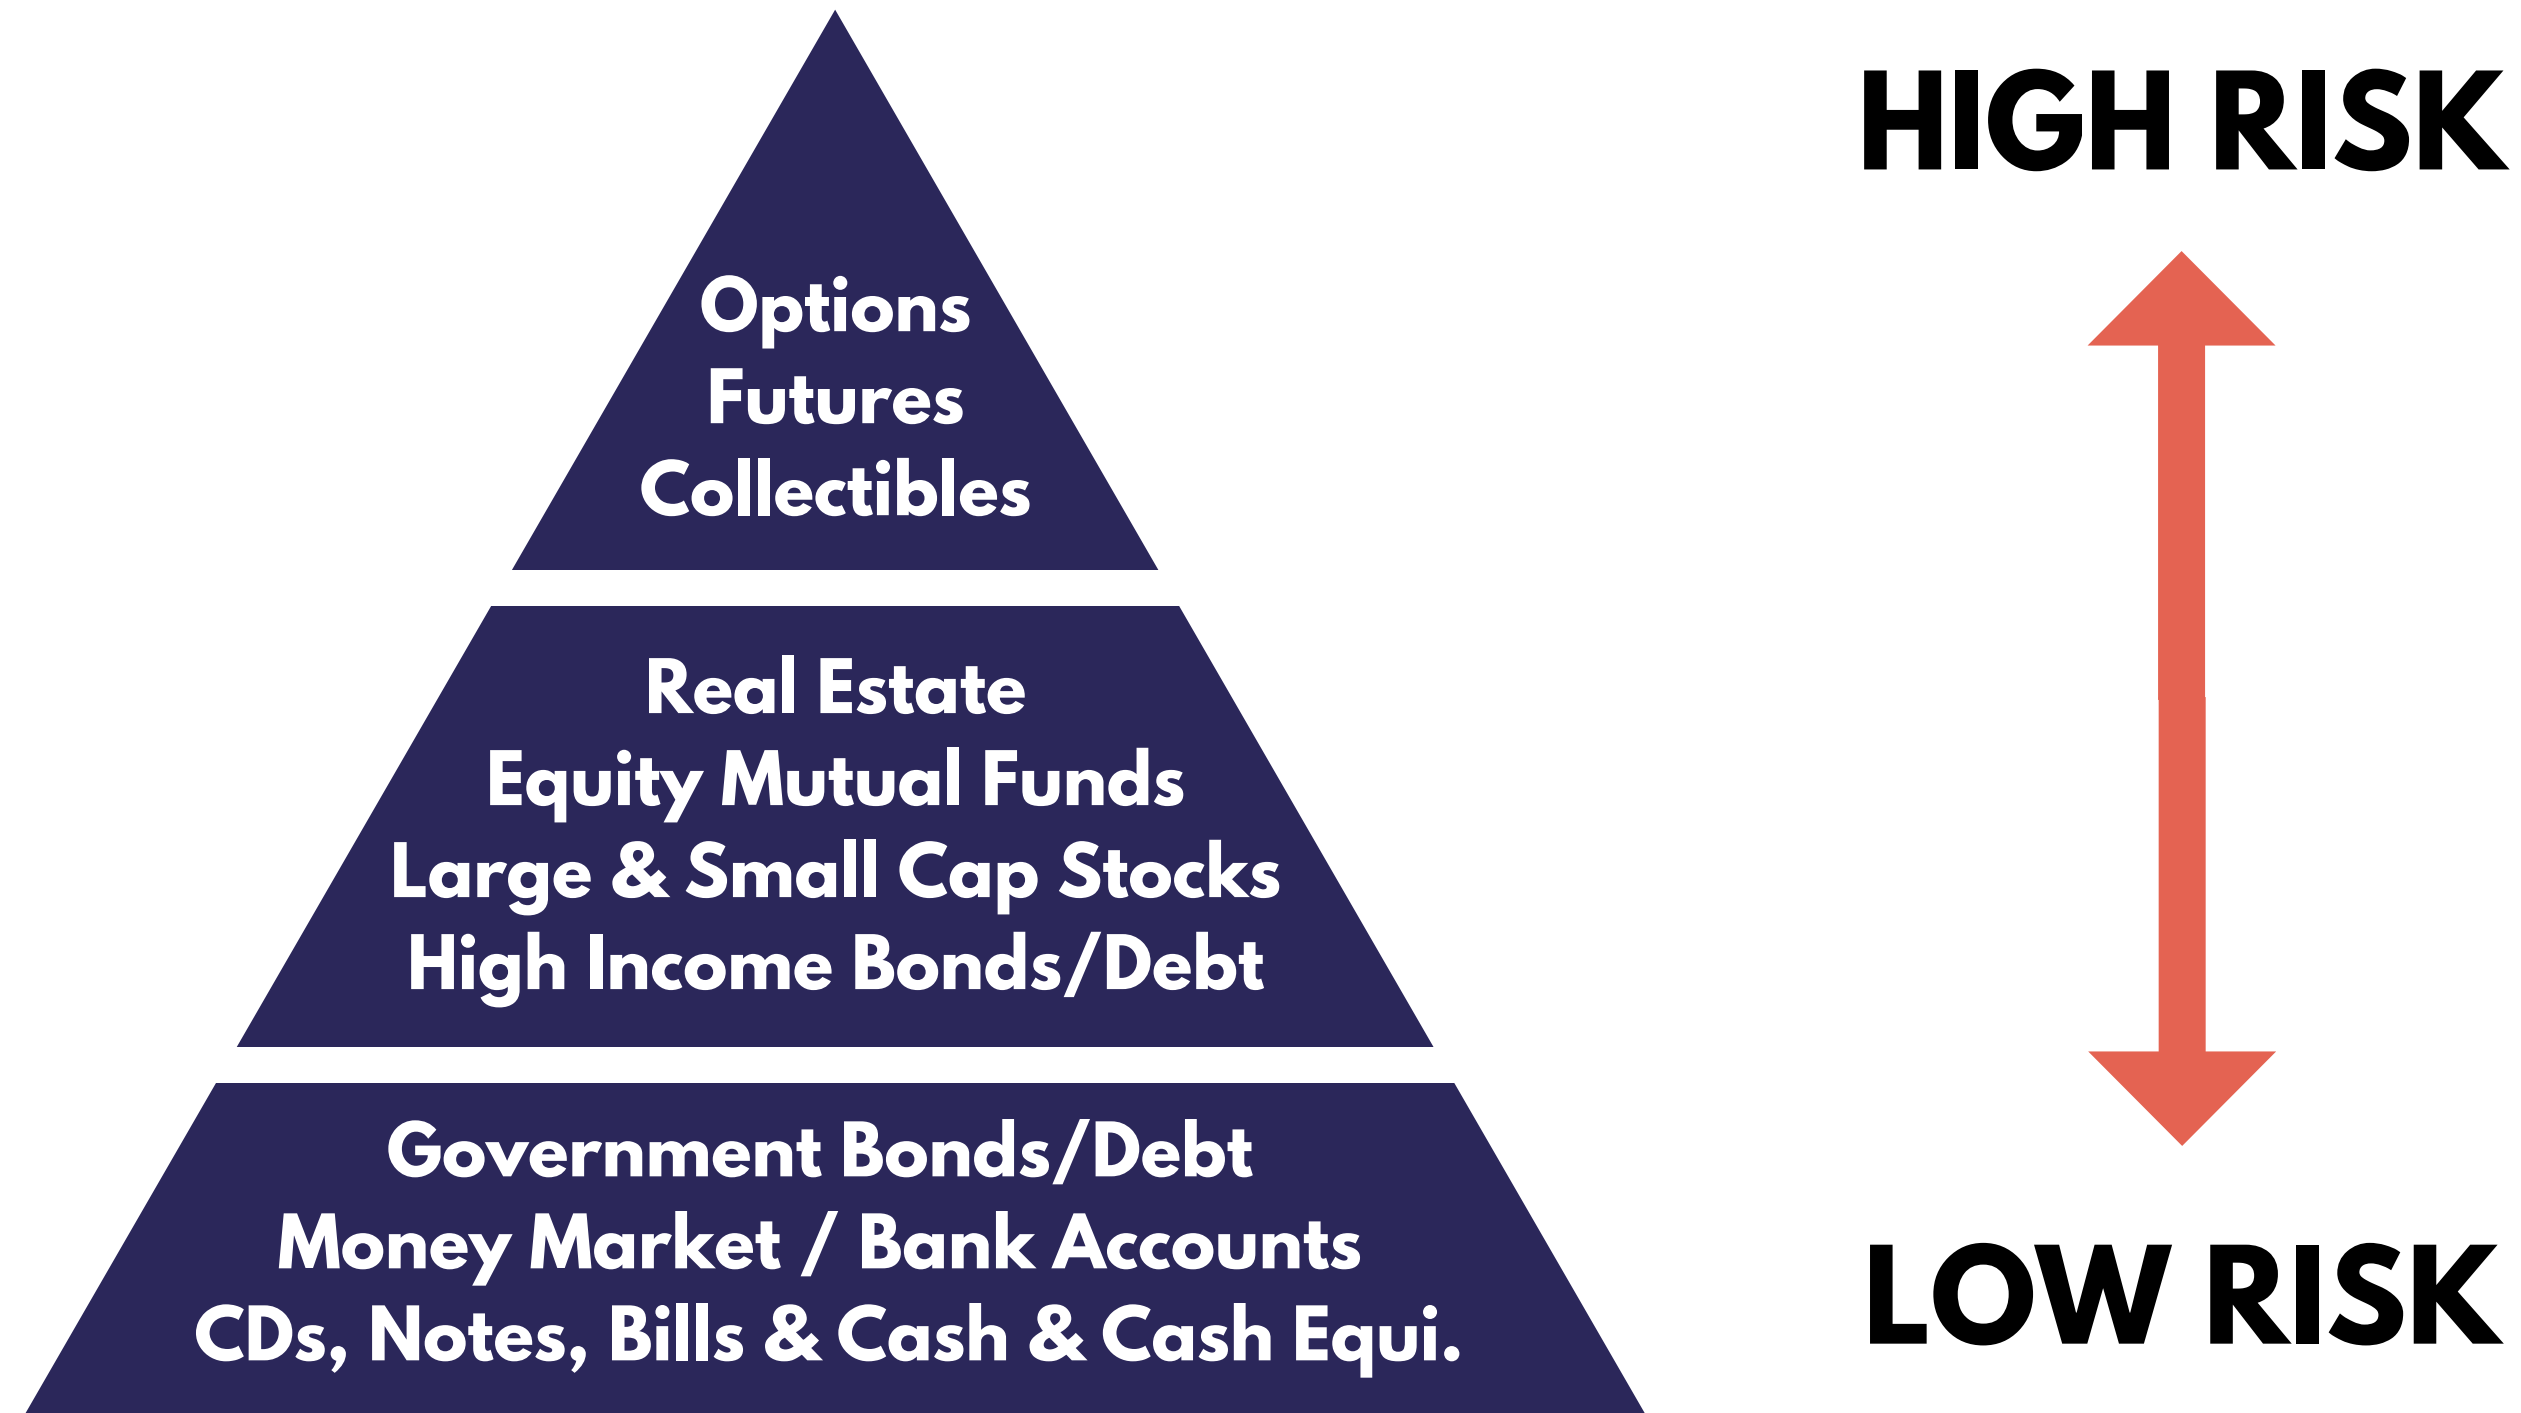 HIGH RISK
Options
Futures
Collectibles
Real Estate
Equity Mutual Funds
Large & Small Cap Stocks
High Income Bonds/Debt
Government Bonds/Debt
Money Market / Bank Accounts
CDs, Notes, Bills & Cash & Cash Equi.
LOW RISK